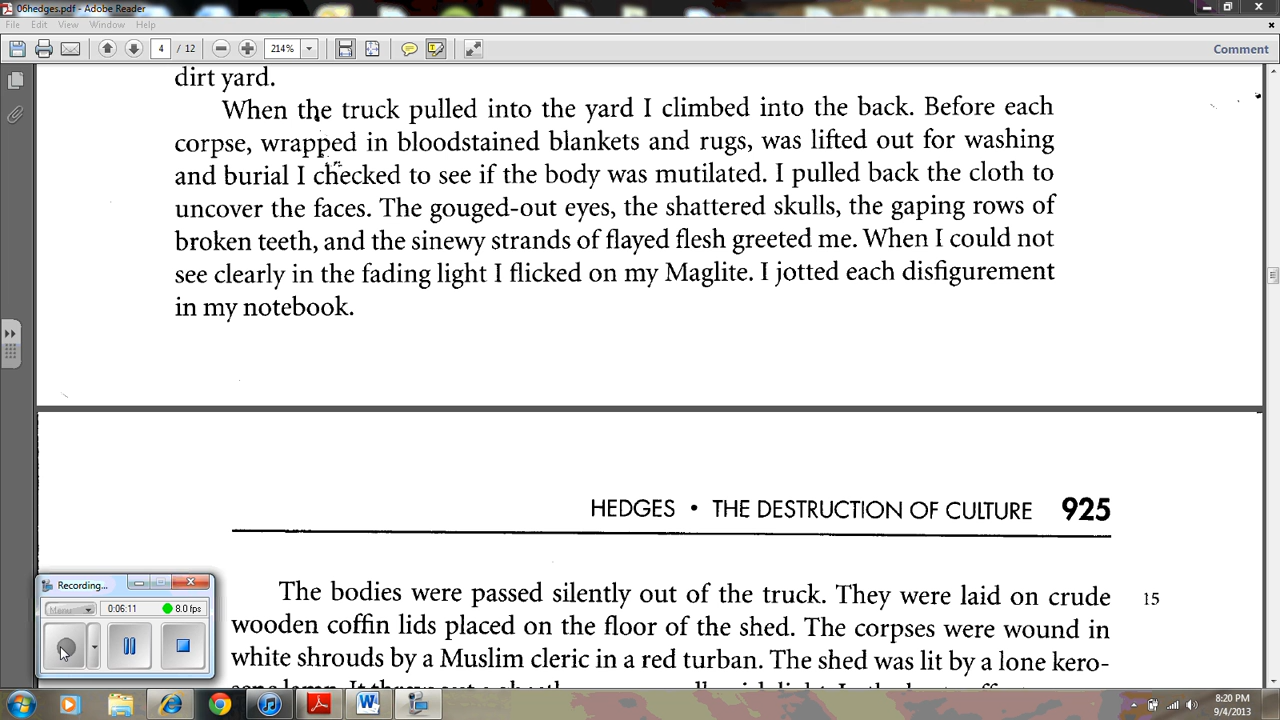 06hedges.pdf - Adobe Reader
File Edit View Window Help
4 / 12 214% Comment
dirt yard.
When the truck pulled into the yard I climbed into the back. Before each
corpse, wrapped in bloodstained blankets and rugs, was lifted out for washing
and burial I checked to see if the body was mutilated. I pulled back the cloth to
uncover the faces. The gouged-out eyes, the shattered skulls, the gaping rows of
broken teeth, and the sinewy strands of flayed flesh greeted me. When I could not
see clearly in the fading light I flicked on my Maglite. I jotted each disfigurement
in my notebook.
HEDGES • THE DESTRUCTION OF CULTURE 925
The bodies were passed silently out of the truck. They were laid on crude 15
wooden coffin lids placed on the floor of the shed. The corpses were wound in
white shrouds by a Muslim cleric in a red turban. The shed was lit by a lone kero-
Recording...
Menu 0:06:11 8.0 fps
8:20 PM
9/4/2013